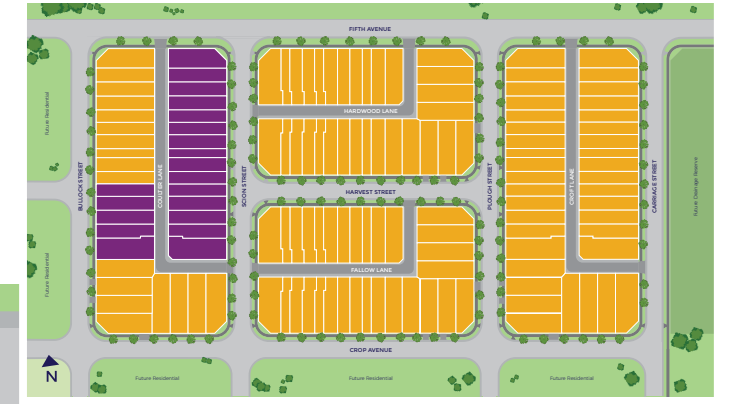 FIFTH AVENUE
Future Residential
HARDWOOD LANE
BULLOCK STREET
COULTER LANE
SCION STREET
HARVEST STREET
PLOUGH STREET
CROFT LANE
CARRIAGE STREET
Future Drainage Reserve
Future Residential
FALLOW LANE
CROP AVENUE
N
Future Residential
Future Residential
Future Residential